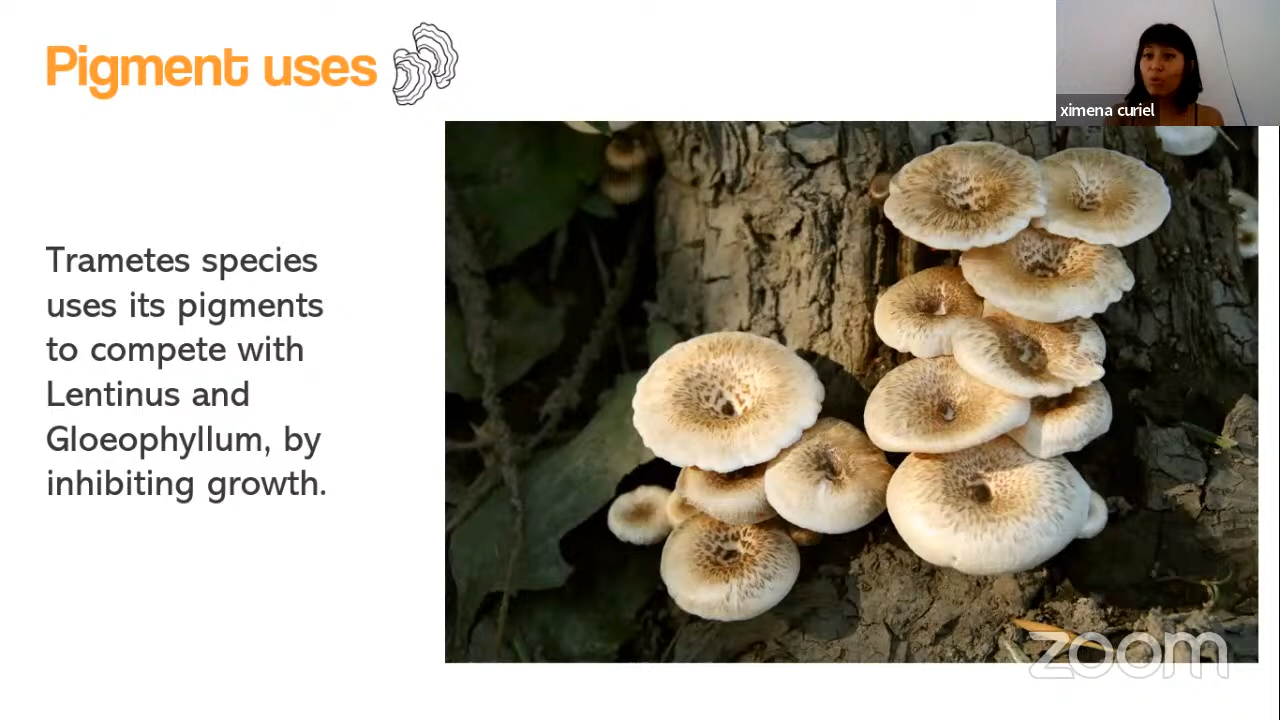 Pigment uses
ximena curiel
Trametes species
uses its pigments
to compete with
Lentinus and
Gloeophyllum, by
inhibiting growth.
zoom